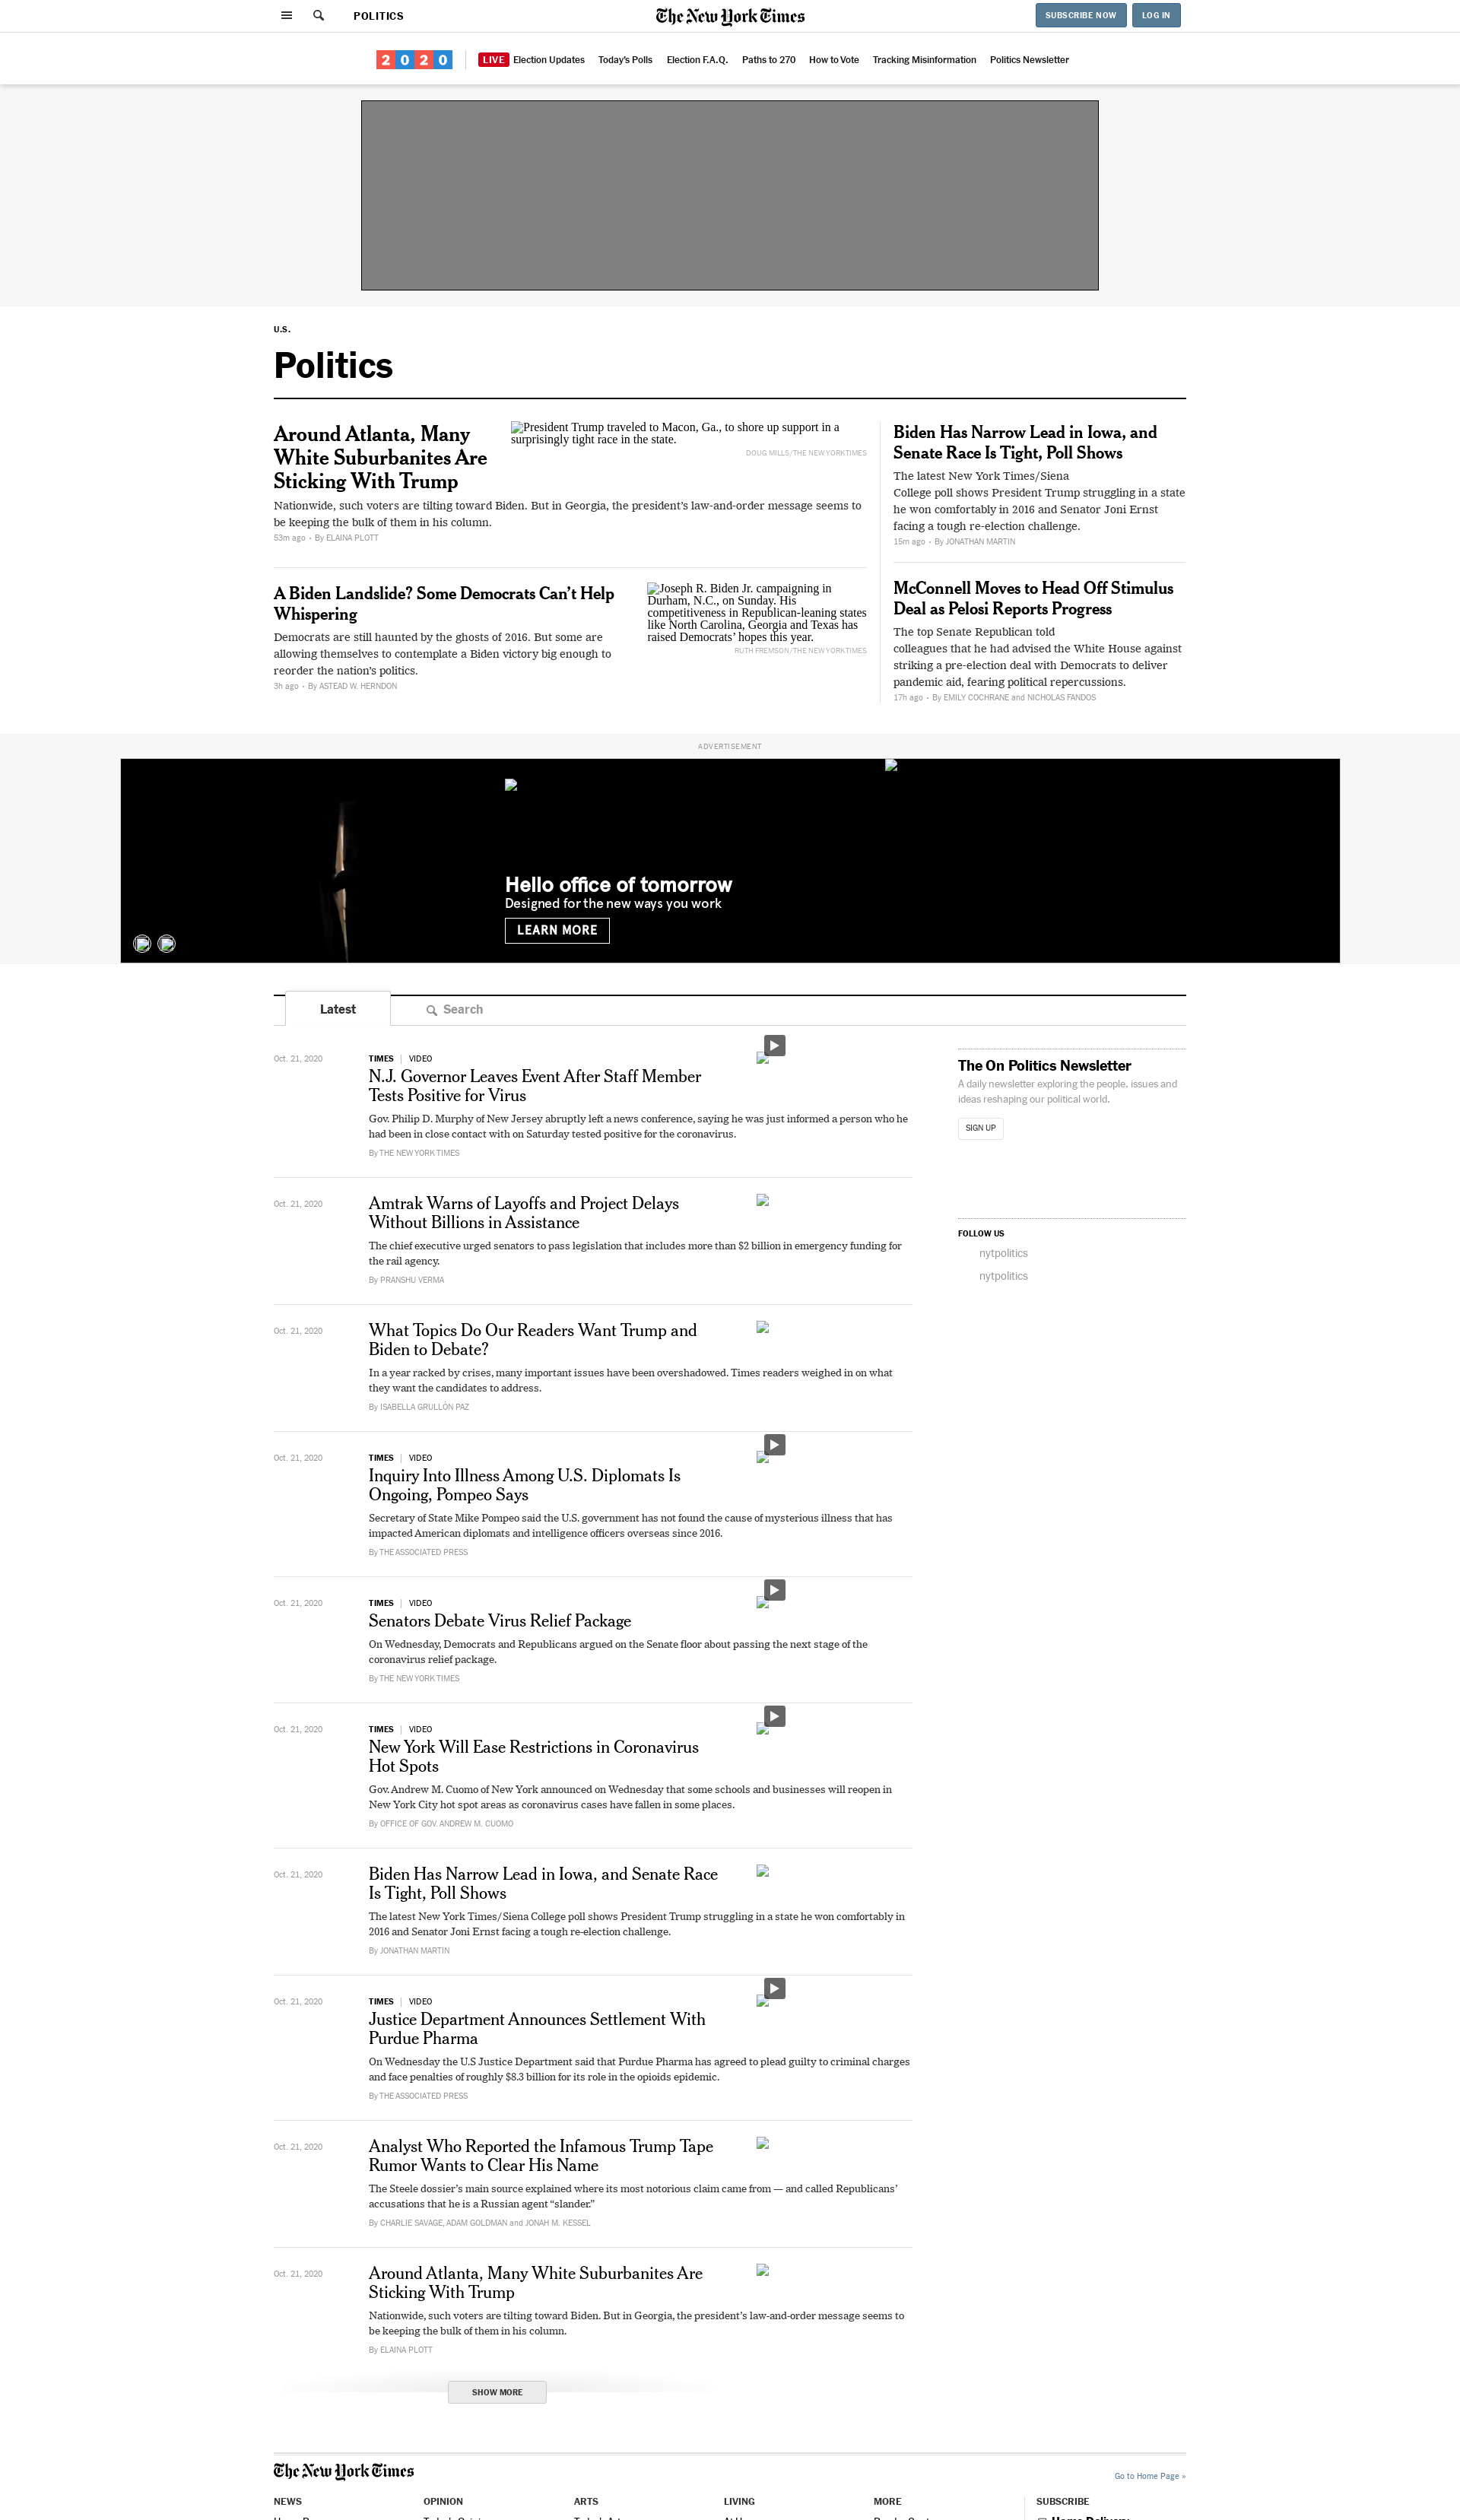 POLITICS
The New York Times
SUBSCRIBE NOW
LOG IN
2020
LIVE Election Updates
Today's Polls
Election F.A.Q.
Paths to 270
How to Vote
Tracking Misinformation
Politics Newsletter
U.S.
Politics
Around Atlanta, Many
White Suburbanites Are
Sticking With Trump
President Trump traveled to Macon, Ga., to shore up support in a
surprisingly tight race in the state.
DOUG MILLS/THE NEW YORK TIMES
Nationwide, such voters are tilting toward Biden. But in Georgia, the president’s law-and-order message seems to
be keeping the bulk of them in his column.
53m ago • By ELAINA PLOTT
A Biden Landslide? Some Democrats Can’t Help
Whispering
Democrats are still haunted by the ghosts of 2016. But some are
allowing themselves to contemplate a Biden victory big enough to
reorder the nation’s politics.
3h ago • By ASTEAD W. HERNDON
Joseph R. Biden Jr. campaigning in
Durham, N.C., on Sunday. His
competitiveness in Republican-leaning states
like North Carolina, Georgia and Texas has
raised Democrats’ hopes this year.
RUTH FREMSON/THE NEW YORK TIMES
Biden Has Narrow Lead in Iowa, and
Senate Race Is Tight, Poll Shows
The latest New York Times/Siena
College poll shows President Trump struggling in a state
he won comfortably in 2016 and Senator Joni Ernst
facing a tough re-election challenge.
15m ago • By JONATHAN MARTIN
McConnell Moves to Head Off Stimulus
Deal as Pelosi Reports Progress
The top Senate Republican told
colleagues that he had advised the White House against
striking a pre-election deal with Democrats to deliver
pandemic aid, fearing political repercussions.
17h ago • By EMILY COCHRANE and NICHOLAS FANDOS
ADVERTISEMENT
Hello office of tomorrow
Designed for the new ways you work
LEARN MORE
Latest
Search
Oct. 21, 2020
TIMES | VIDEO
N.J. Governor Leaves Event After Staff Member
Tests Positive for Virus
Gov. Philip D. Murphy of New Jersey abruptly left a news conference, saying he was just informed a person who he
had been in close contact with on Saturday tested positive for the coronavirus.
By THE NEW YORK TIMES
Oct. 21, 2020
Amtrak Warns of Layoffs and Project Delays
Without Billions in Assistance
The chief executive urged senators to pass legislation that includes more than $2 billion in emergency funding for
the rail agency.
By PRANSHU VERMA
Oct. 21, 2020
What Topics Do Our Readers Want Trump and
Biden to Debate?
In a year racked by crises, many important issues have been overshadowed. Times readers weighed in on what
they want the candidates to address.
By ISABELLA GRULLÓN PAZ
Oct. 21, 2020
TIMES | VIDEO
Inquiry Into Illness Among U.S. Diplomats Is
Ongoing, Pompeo Says
Secretary of State Mike Pompeo said the U.S. government has not found the cause of mysterious illness that has
impacted American diplomats and intelligence officers overseas since 2016.
By THE ASSOCIATED PRESS
Oct. 21, 2020
TIMES | VIDEO
Senators Debate Virus Relief Package
On Wednesday, Democrats and Republicans argued on the Senate floor about passing the next stage of the
coronavirus relief package.
By THE NEW YORK TIMES
Oct. 21, 2020
TIMES | VIDEO
New York Will Ease Restrictions in Coronavirus
Hot Spots
Gov. Andrew M. Cuomo of New York announced on Wednesday that some schools and businesses will reopen in
New York City hot spot areas as coronavirus cases have fallen in some places.
By OFFICE OF GOV. ANDREW M. CUOMO
Oct. 21, 2020
Biden Has Narrow Lead in Iowa, and Senate Race
Is Tight, Poll Shows
The latest New York Times/Siena College poll shows President Trump struggling in a state he won comfortably in
2016 and Senator Joni Ernst facing a tough re-election challenge.
By JONATHAN MARTIN
Oct. 21, 2020
TIMES | VIDEO
Justice Department Announces Settlement With
Purdue Pharma
On Wednesday the U.S Justice Department said that Purdue Pharma has agreed to plead guilty to criminal charges
and face penalties of roughly $8.3 billion for its role in the opioids epidemic.
By THE ASSOCIATED PRESS
Oct. 21, 2020
Analyst Who Reported the Infamous Trump Tape
Rumor Wants to Clear His Name
The Steele dossier’s main source explained where its most notorious claim came from — and called Republicans’
accusations that he is a Russian agent “slander.”
By CHARLIE SAVAGE, ADAM GOLDMAN and JONAH M. KESSEL
Oct. 21, 2020
Around Atlanta, Many White Suburbanites Are
Sticking With Trump
Nationwide, such voters are tilting toward Biden. But in Georgia, the president’s law-and-order message seems to
be keeping the bulk of them in his column.
By ELAINA PLOTT
SHOW MORE
The On Politics Newsletter
A daily newsletter exploring the people, issues and
ideas reshaping our political world.
SIGN UP
FOLLOW US
nytpolitics
nytpolitics
The New York Times
Go to Home Page »
NEWS
OPINION
ARTS
LIVING
MORE
SUBSCRIBE